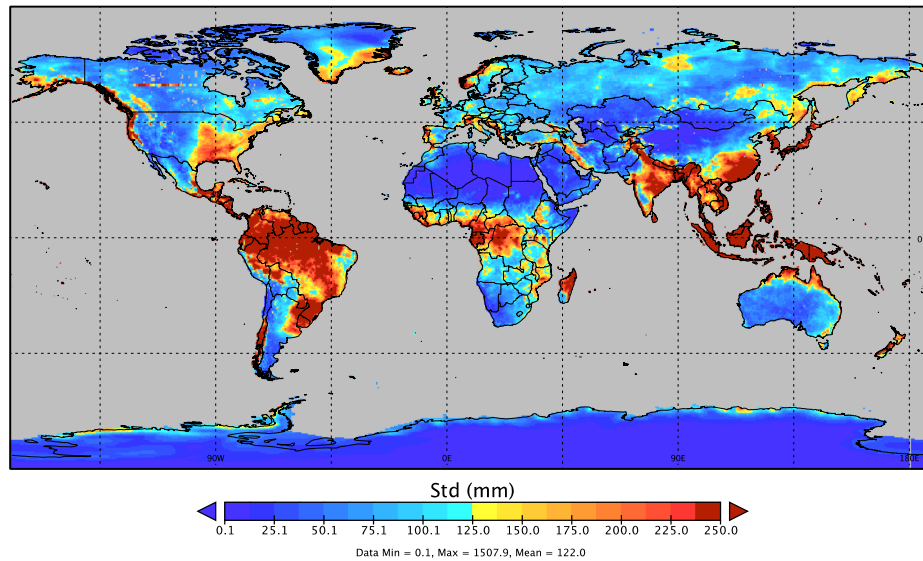 0
90W 0E 90E 180E
Std (mm)
0.1 25.1 50.1 75.1 100.1 125.0 150.0 175.0 200.0 225.0 250.0
Data Min = 0.1, Max = 1507.9, Mean = 122.0